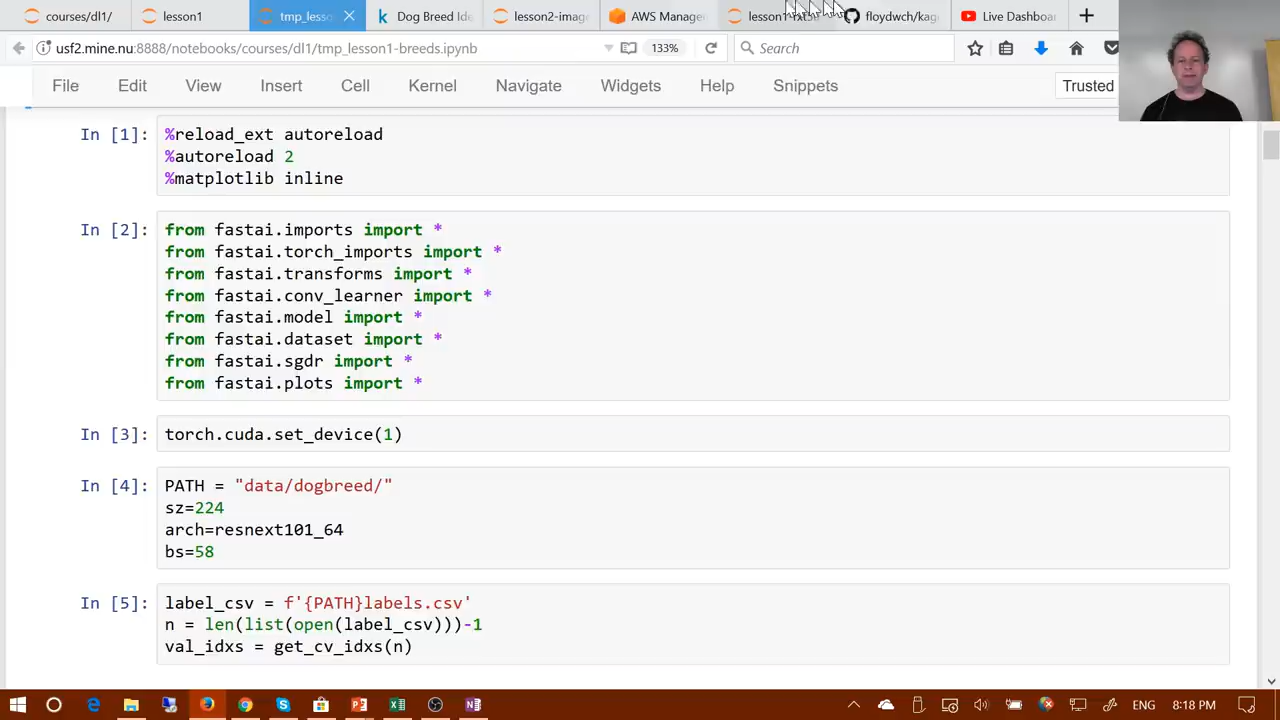 courses/dl1/
lesson1
tmp_lesso
Dog Breed Ide
lesson2-image
AWS Manage
lesson1-rxt5
floydwch/kag
Live Dashboa
usf2.mine.nu:8888/notebooks/courses/dl1/tmp_lesson1-breeds.ipynb
133%
Search
File
Edit
View
Insert
Cell
Kernel
Navigate
Widgets
Help
Snippets
Trusted
In [1]:
%reload_ext autoreload
%autoreload 2
%matplotlib inline
In [2]:
from fastai.imports import *
from fastai.torch_imports import *
from fastai.transforms import *
from fastai.conv_learner import *
from fastai.model import *
from fastai.dataset import *
from fastai.sgdr import *
from fastai.plots import *
In [3]:
torch.cuda.set_device(1)
In [4]:
PATH = "data/dogbreed/"
sz=224
arch=resnext101_64
bs=58
In [5]:
label_csv = f'{PATH}labels.csv'
n = len(list(open(label_csv)))-1
val_idxs = get_cv_idxs(n)
ENG
8:18 PM